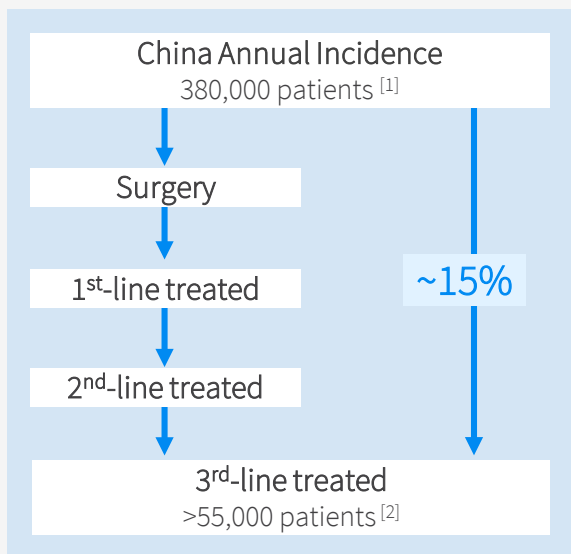 China Annual Incidence
380,000 patients [1]
Surgery
1st-line treated
~15%
2nd-line treated
3rd-line treated
>55,000 patients [2]